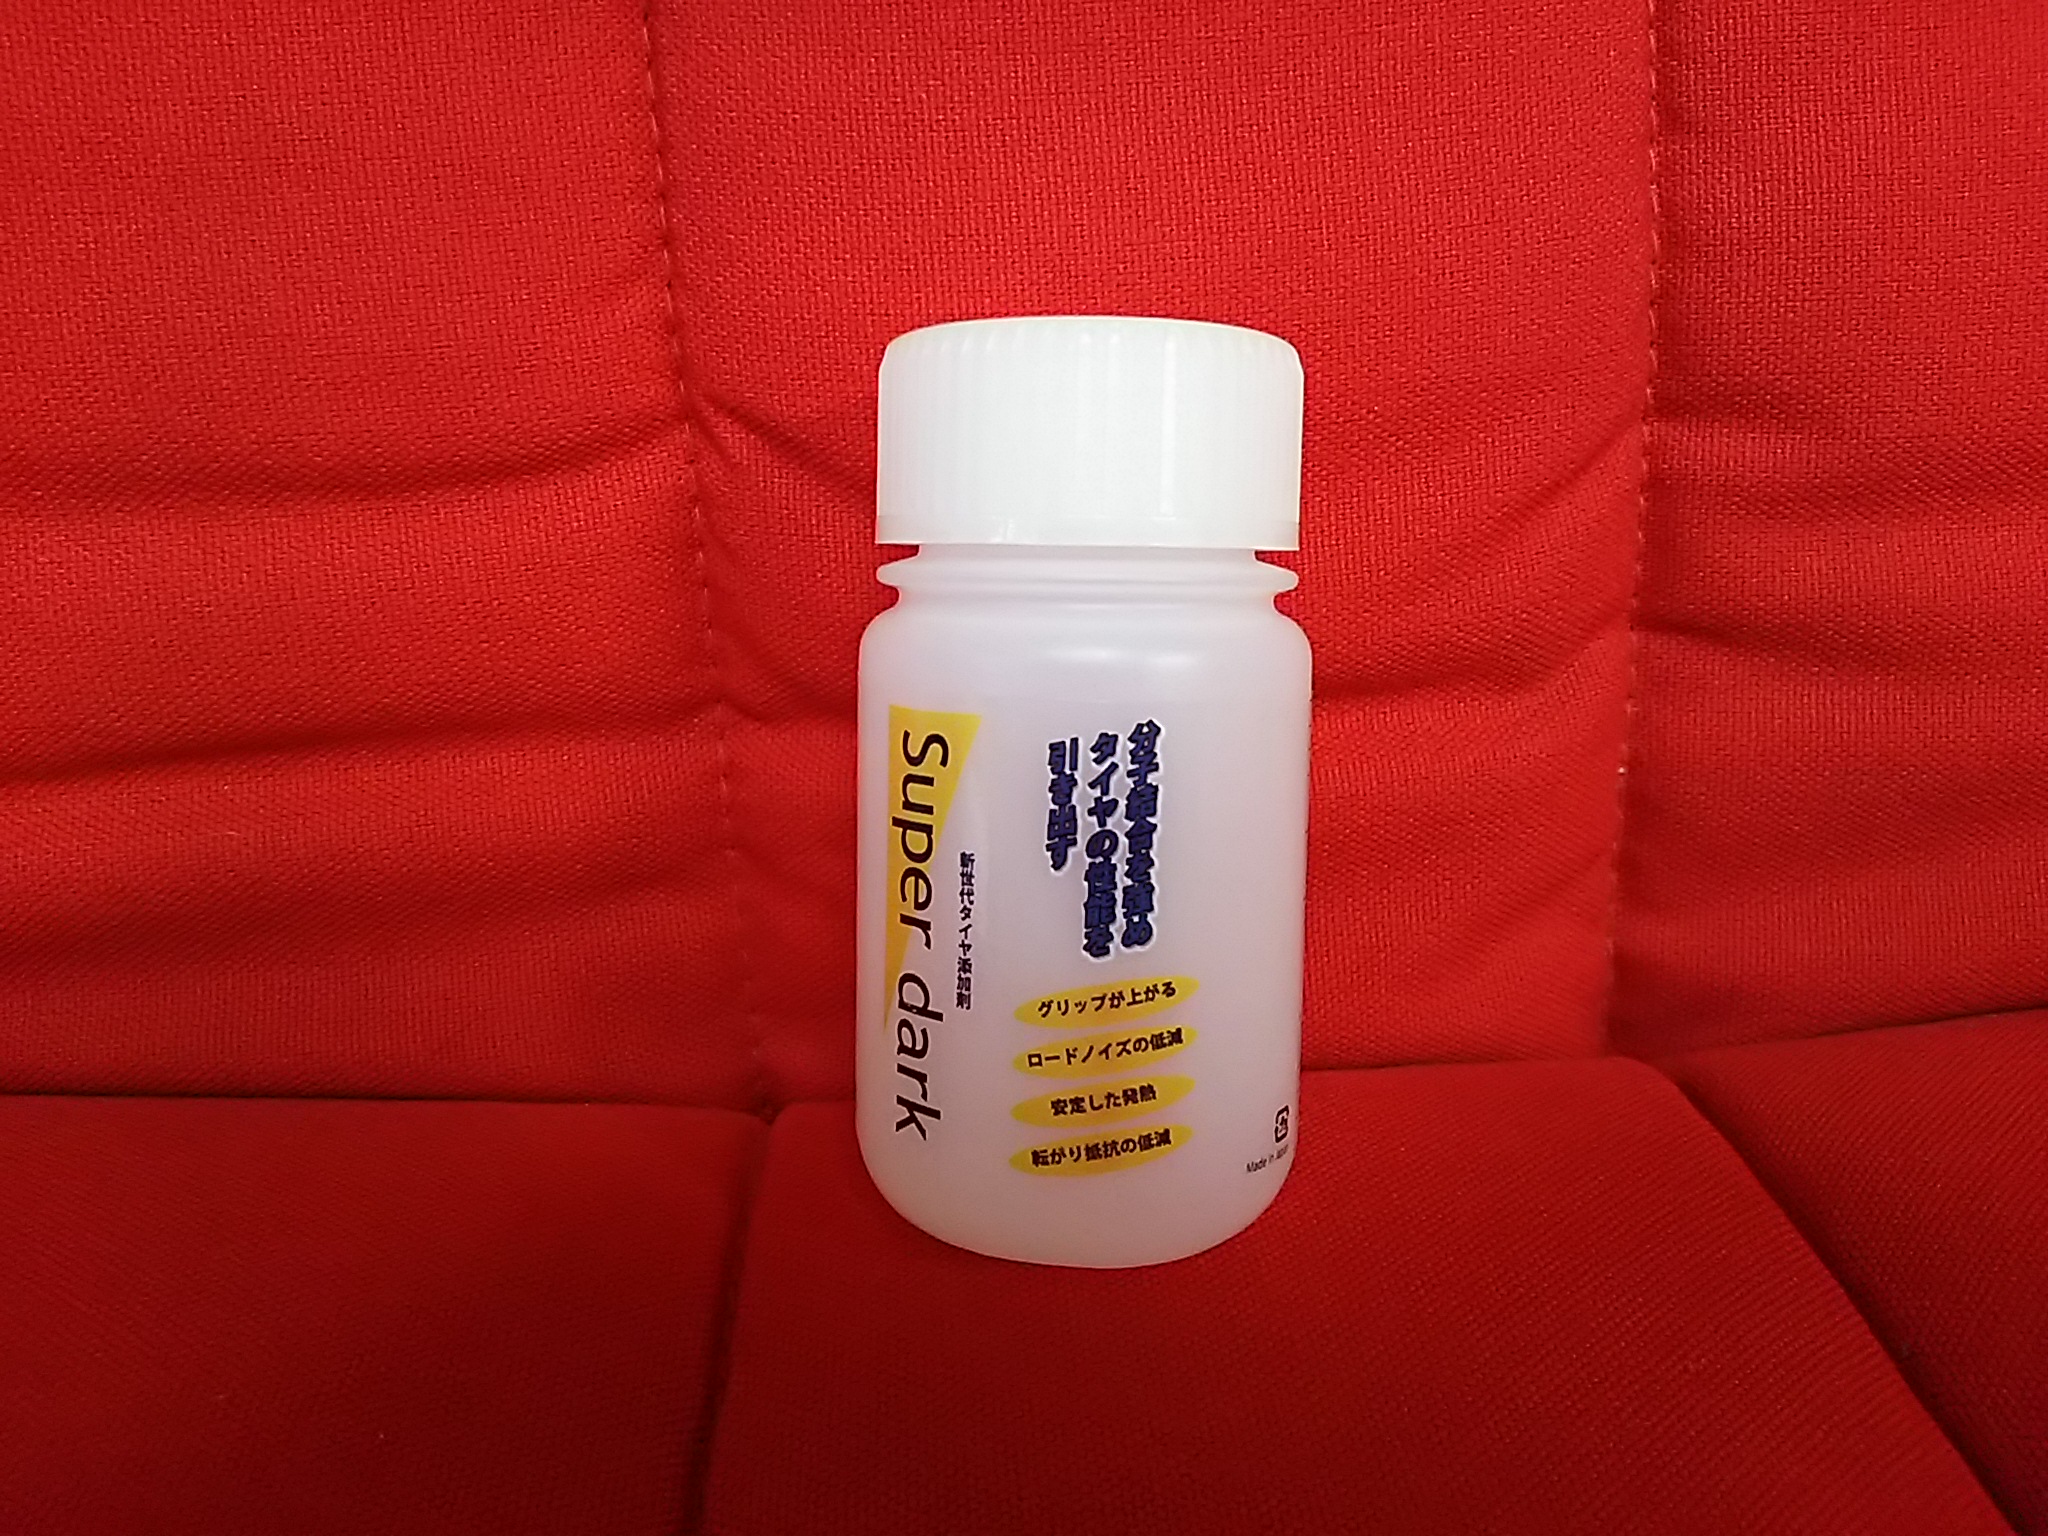 Super dark
新世代タイヤ添加剤
分子結合を強め
タイヤの性能を
引き出す
グリップが上がる
ロードノイズの低減
安定した発熱
転がり抵抗の低減
Made in Japan